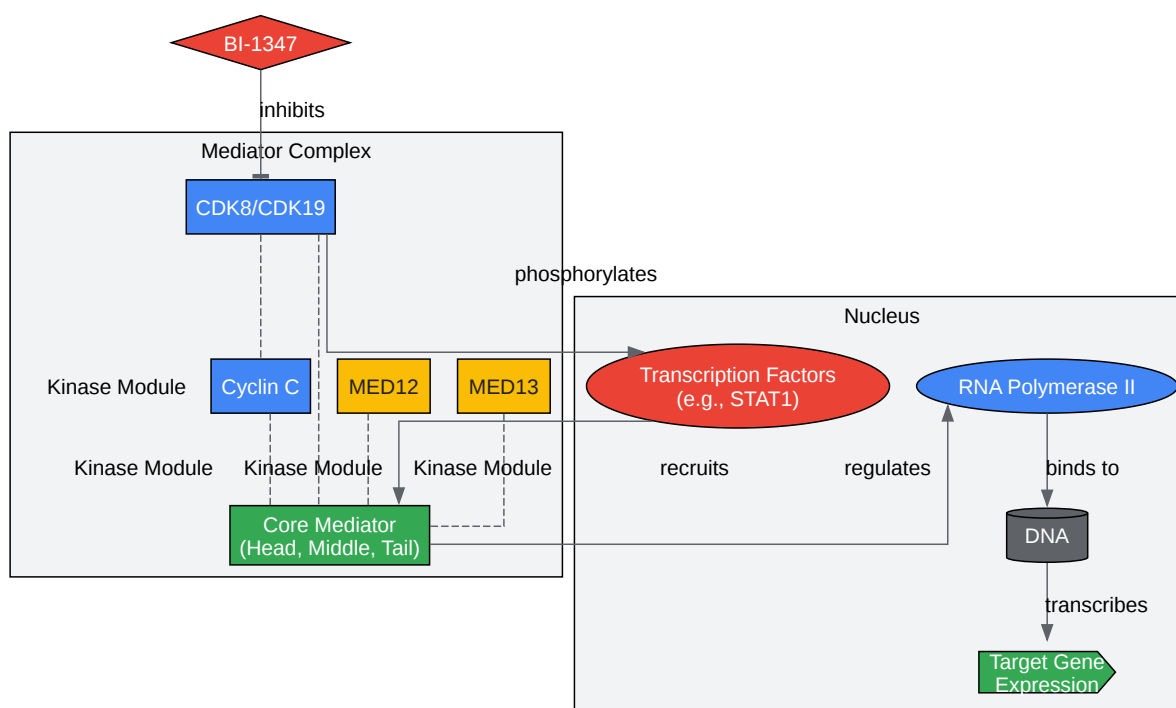 BI-1347
inhibits
Mediator Complex
CDK8/CDK19
phosphorylates
Nucleus
Kinase Module
Cyclin C
MED12
MED13
Transcription Factors
(e.g., STAT1)
RNA Polymerase II
Kinase Module
Kinase Module
Kinase Module
recruits
regulates
binds to
Core Mediator
(Head, Middle, Tail)
DNA
transcribes
Target Gene
Expression